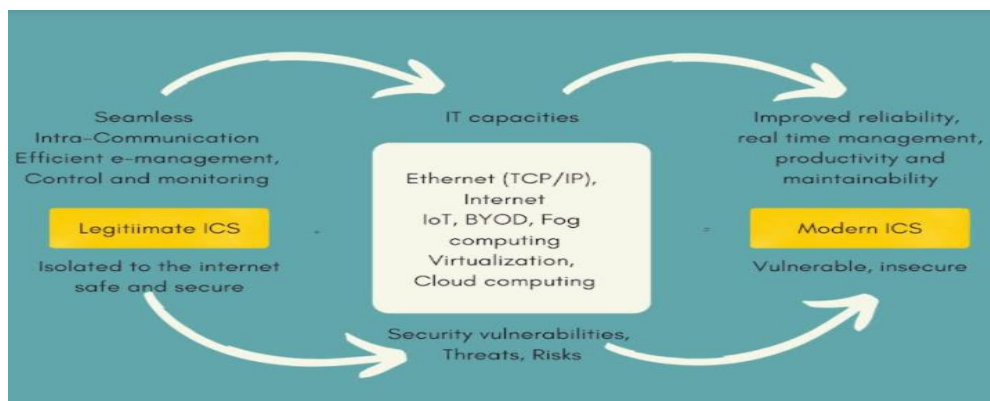 Seamless
Intra-Communication
Efficient e-management,
Control and monitoring
Legitiimate ICS
Isolated to the internet
safe and secure
IT capacities
Ethernet (TCP/IP),
Internet
IoT, BYOD, Fog
computing
Virtualization,
Cloud computing
Security vulnerabilities,
Threats, Risks
Improved reliability,
real time management,
productivity and
maintainability
Modern ICS
Vulnerable, insecure